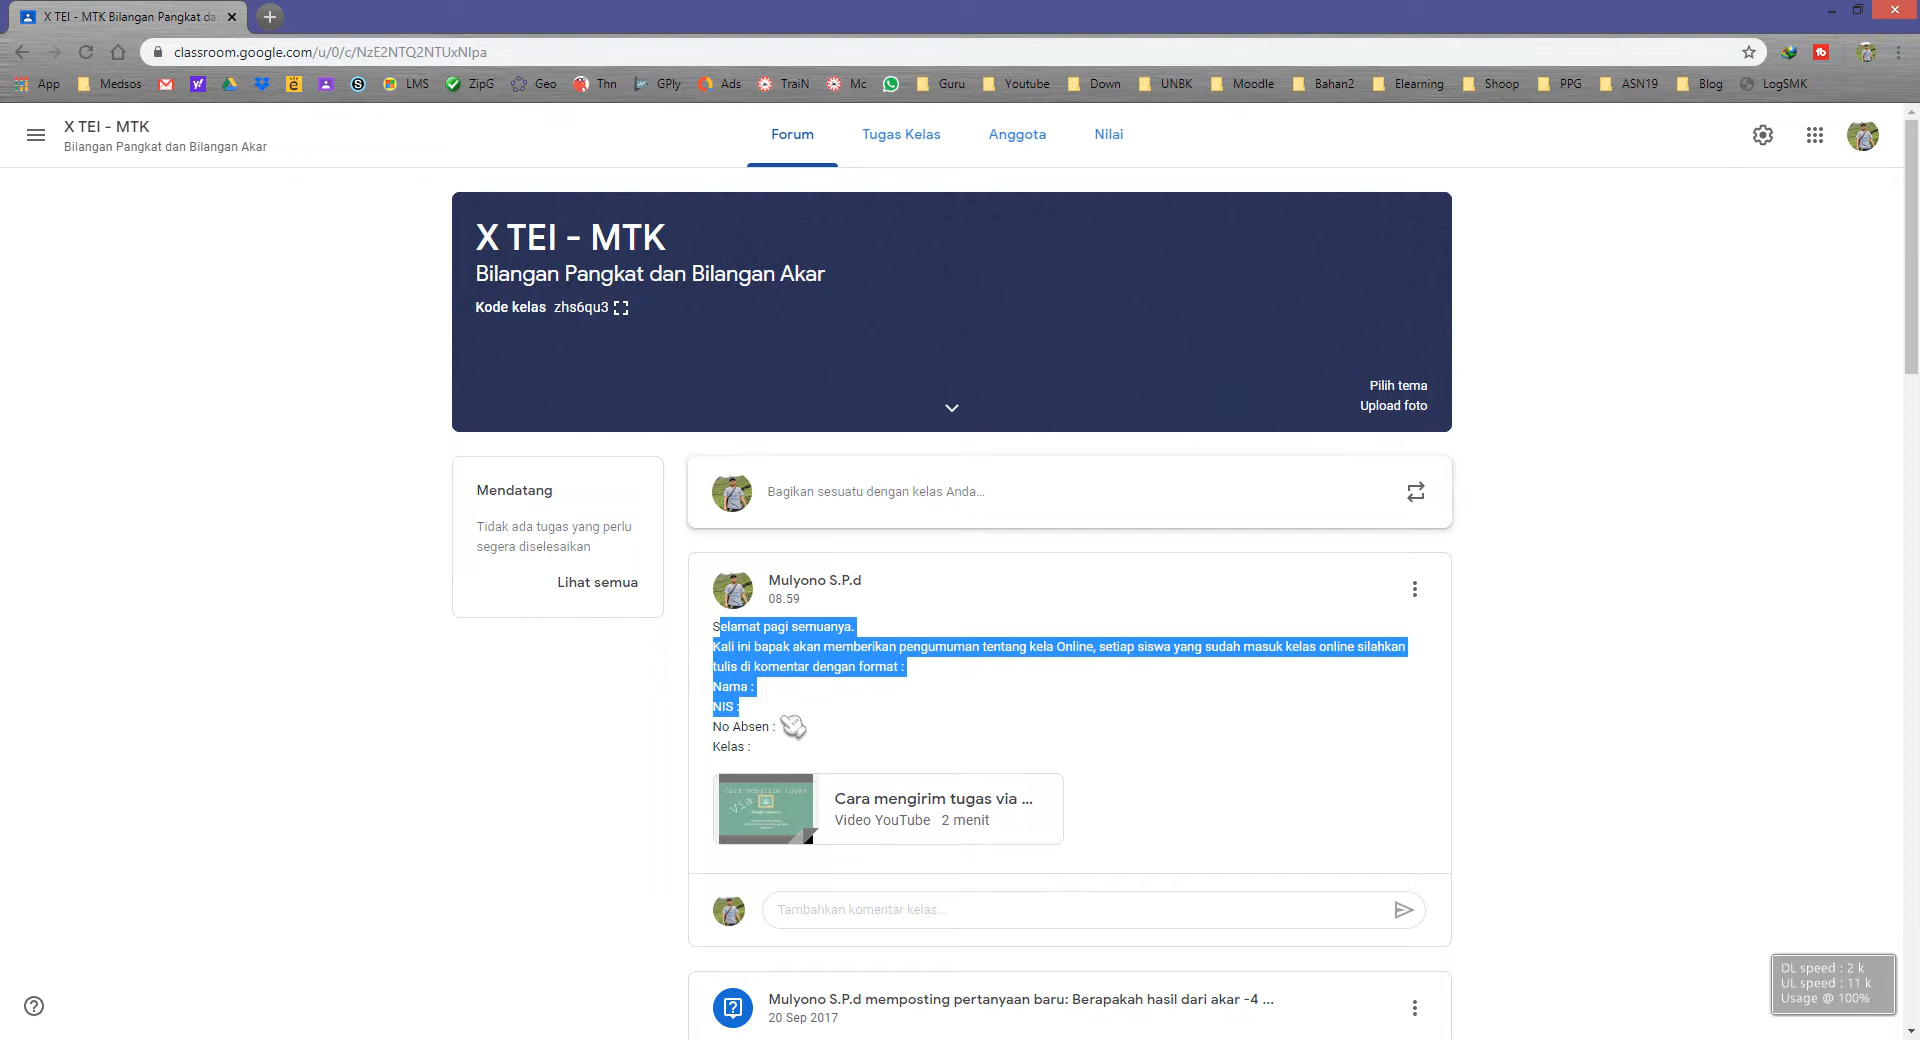 X TEI - MTK Bilangan Pangkat da
classroom.google.com/u/0/c/NzE2NTQ2NTUxNlpa
App Medsos LMS ZipG Geo Thn GPly Ads TraiN Mc Guru Youtube Down UNBK Moodle Bahan2 Elearning Shoop PPG ASN19 Blog LogSMK
X TEI - MTK
Bilangan Pangkat dan Bilangan Akar
Forum Tugas Kelas Anggota Nilai
X TEI - MTK
Bilangan Pangkat dan Bilangan Akar
Kode kelas zhs6qu3
Pilih tema
Upload foto
Mendatang
Tidak ada tugas yang perlu
segera diselesaikan
Lihat semua
Bagikan sesuatu dengan kelas Anda...
Mulyono S.P.d
08.59
Selamat pagi semuanya.
Kali ini bapak akan memberikan pengumuman tentang kela Online, setiap siswa yang sudah masuk kelas online silahkan
tulis di komentar dengan format :
Nama :
NIS :
No Absen :
Kelas :
Cara mengirim tugas via ...
Video YouTube 2 menit
Cara mengirim tugas
Via
Tambahkan komentar kelas...
Mulyono S.P.d memposting pertanyaan baru: Berapakah hasil dari akar -4 ...
20 Sep 2017
DL speed : 2 k
UL speed : 11 k
Usage @ 100%